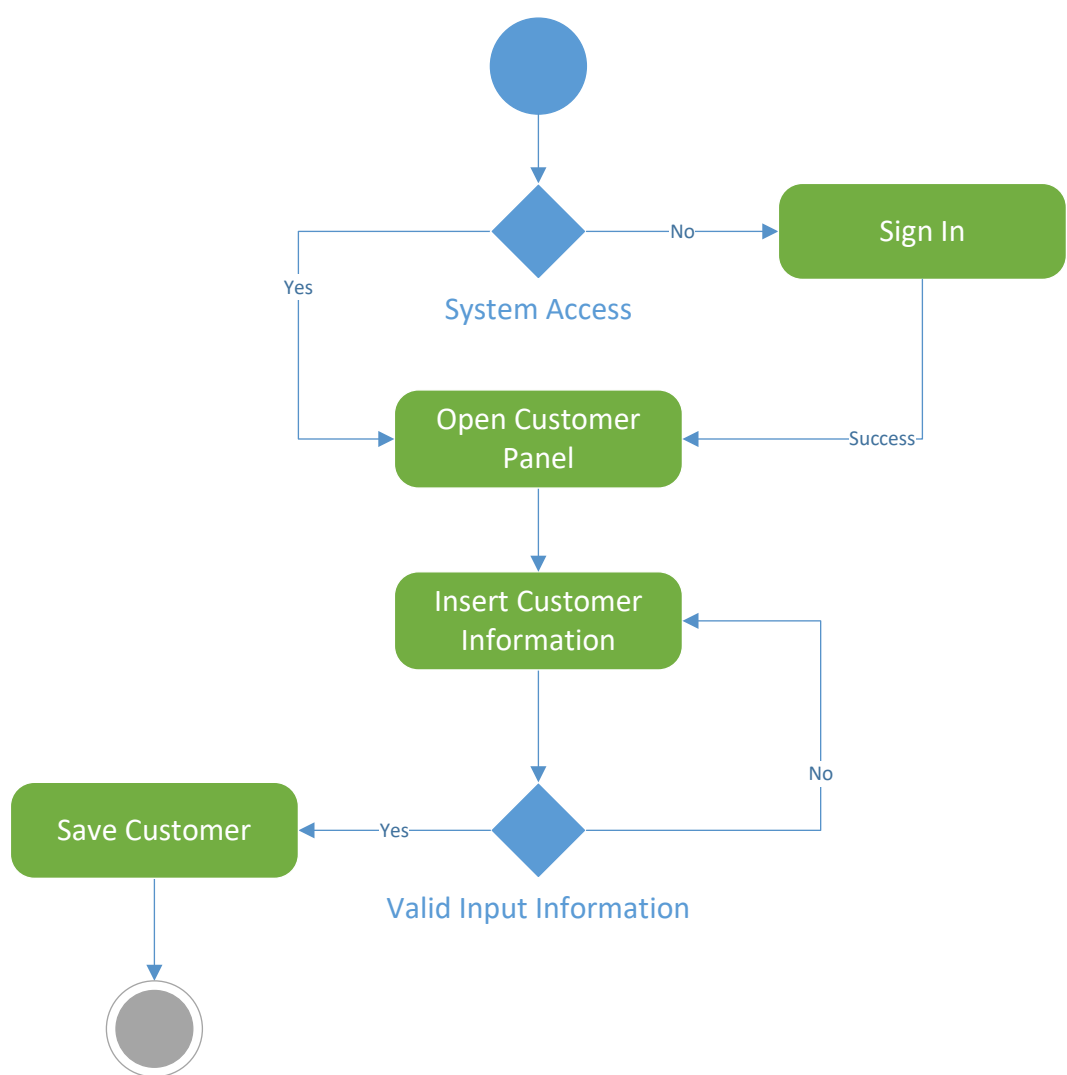 No
Sign In
Yes
System Access
Open Customer
Panel
Success
Insert Customer
Information
No
Save Customer
Yes
Valid Input Information